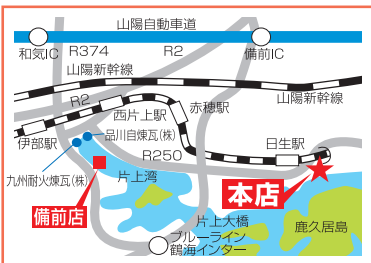 山陽自動車道
和気IC
R374
R2
備前IC
山陽新幹線
山陽新幹線
R2
西片上駅
赤穂駅
伊部駅
品川自煉瓦(株)
R250
日生駅
九州耐火煉瓦(株)
片上湾
本店
備前店
片上大橋
鹿久居島
ブルーライン
鶴海インター